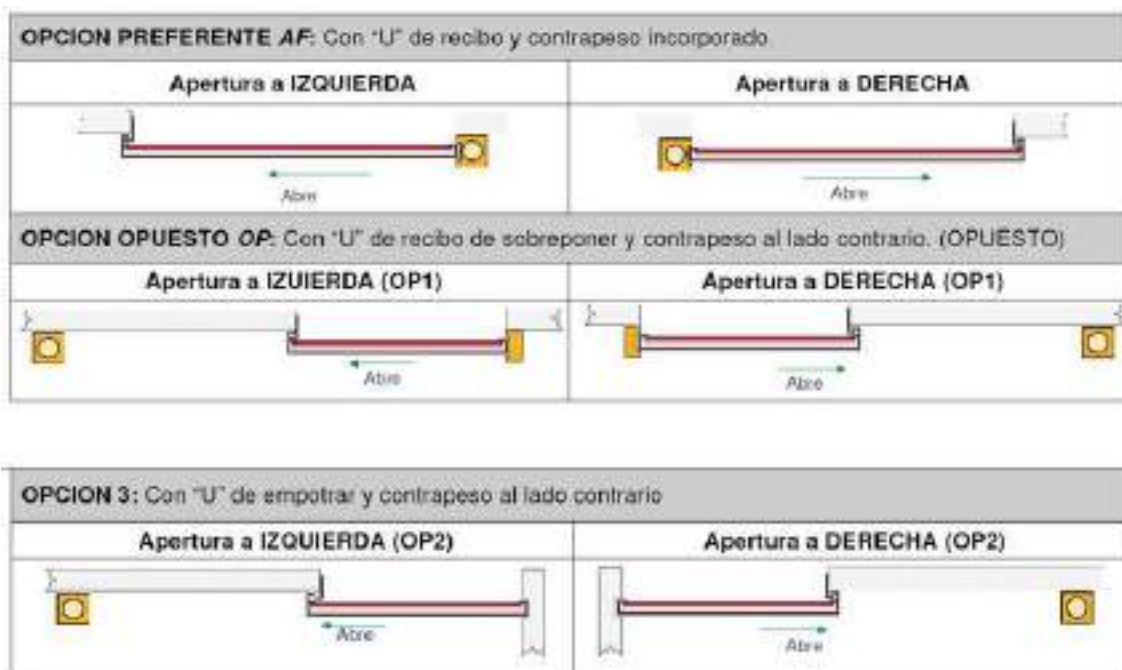 OPCION PREFERENTE AF: Con "U" de recibo y contrapeso incorporado
Apertura a IZQUIERDA
Apertura a DERECHA
Abre
Abre
OPCION OPUESTO OP: Con "U" de recibo de sobreponer y contrapeso al lado contrario. (OPUESTO)
Apertura a IZUIERDA (OP1)
Apertura a DERECHA (OP1)
Abre
Abre
OPCION 3: Con "U" de empotrar y contrapeso al lado contrario
Apertura a IZQUIERDA (OP2)
Apertura a DERECHA (OP2)
Abre
Abre